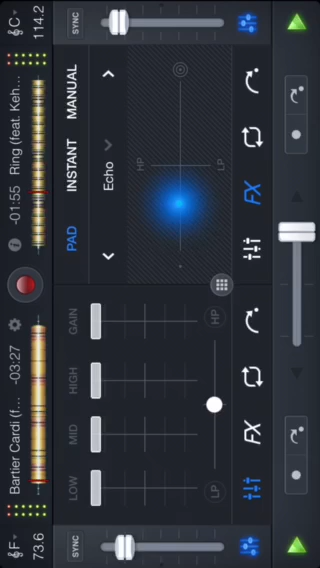 𝄞F▾
Bartier Cardi (f...
-03:27
-01:55
Ring (feat. Keh...
𝄞C▾
73.6
114.2
SYNC
LOW
MID
HIGH
GAIN
PAD
INSTANT
MANUAL
Echo
SYNC
LP
HP
HP
LP
FX
FX